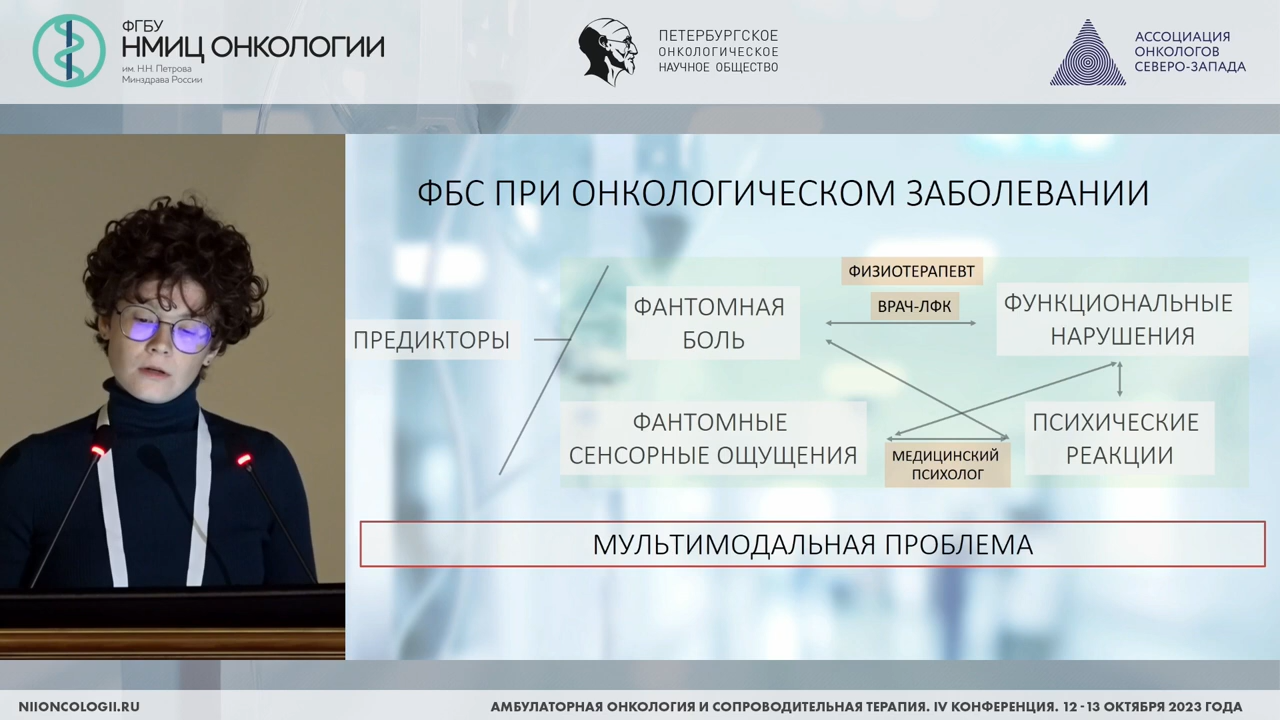 ФГБУ
НМИЦ ОНКОЛОГИИ
им. Н.Н. Петрова
Минздрава России
ПЕТЕРБУРГСКОЕ
ОНКОЛОГИЧЕСКОЕ
НАУЧНОЕ ОБЩЕСТВО
АССОЦИАЦИЯ
ОНКОЛОГОВ
СЕВЕРО-ЗАПАДА
ФБС ПРИ ОНКОЛОГИЧЕСКОМ ЗАБОЛЕВАНИИ
ПРЕДИКТОРЫ
ФАНТОМНАЯ
БОЛЬ
ФИЗИОТЕРАПЕВТ
ВРАЧ-ЛФК
ФУНКЦИОНАЛЬНЫЕ
НАРУШЕНИЯ
ФАНТОМНЫЕ
СЕНСОРНЫЕ ОЩУЩЕНИЯ
МЕДИЦИНСКИЙ
ПСИХОЛОГ
ПСИХИЧЕСКИЕ
РЕАКЦИИ
МУЛЬТИМОДАЛЬНАЯ ПРОБЛЕМА
NIIONCOLOGII.RU
АМБУЛАТОРНАЯ ОНКОЛОГИЯ И СОПРОВОДИТЕЛЬНАЯ ТЕРАПИЯ. IV КОНФЕРЕНЦИЯ. 12 - 13 ОКТЯБРЯ 2023 ГОДА